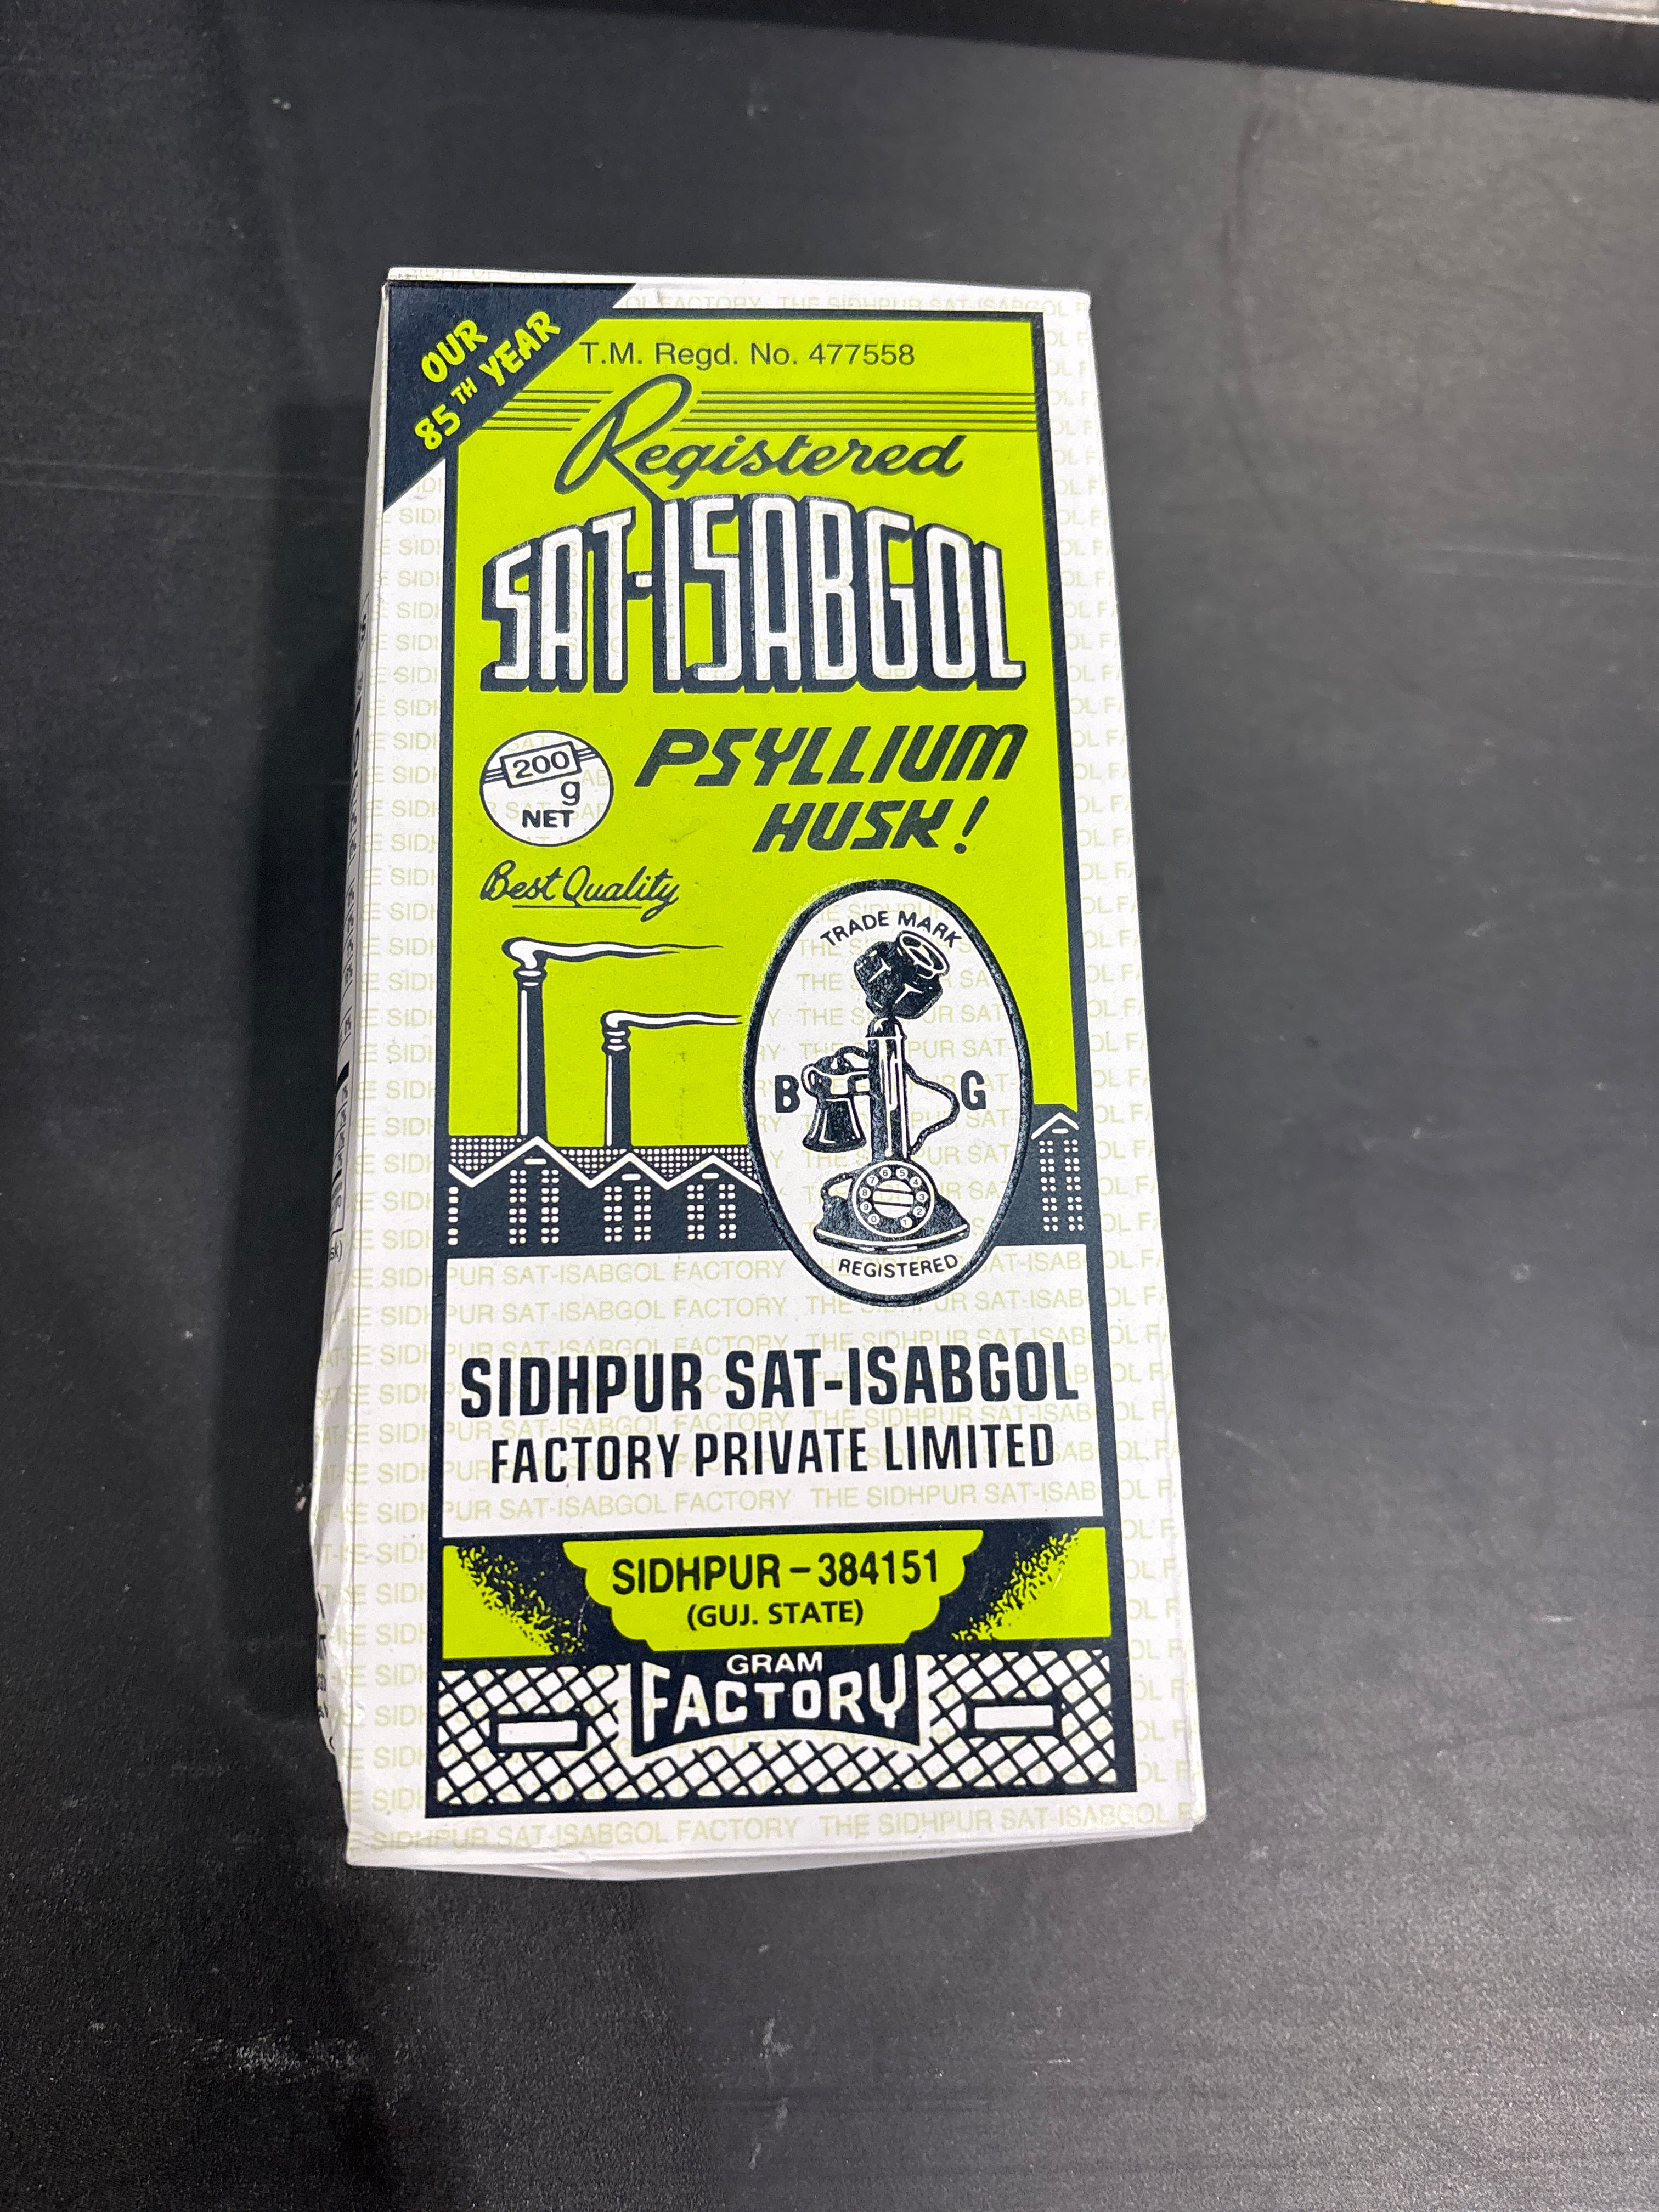 OUR
85TH YEAR
T.M. Regd. No. 477558
Registered
SAT-ISABGOL
200
g
NET
PSYLLIUM
HUSK!
Best Quality
TRADE MARK
B G
REGISTERED
SIDHPUR SAT-ISABGOL
FACTORY PRIVATE LIMITED
SIDHPUR – 384151
(GUJ. STATE)
GRAM
FACTORY
THE SIDHPUR SAT-ISABGOL FACTORY